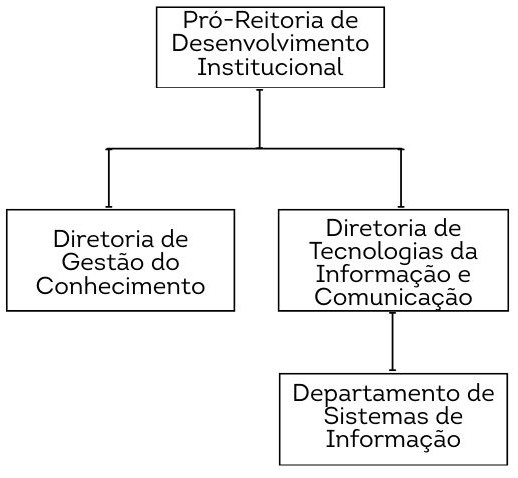 Pró-Reitoria de
Desenvolvimento
Institucional
Diretoria de
Gestão do
Conhecimento
Diretoria de
Tecnologias da
Informação e
Comunicação
Departamento de
Sistemas de
Informação